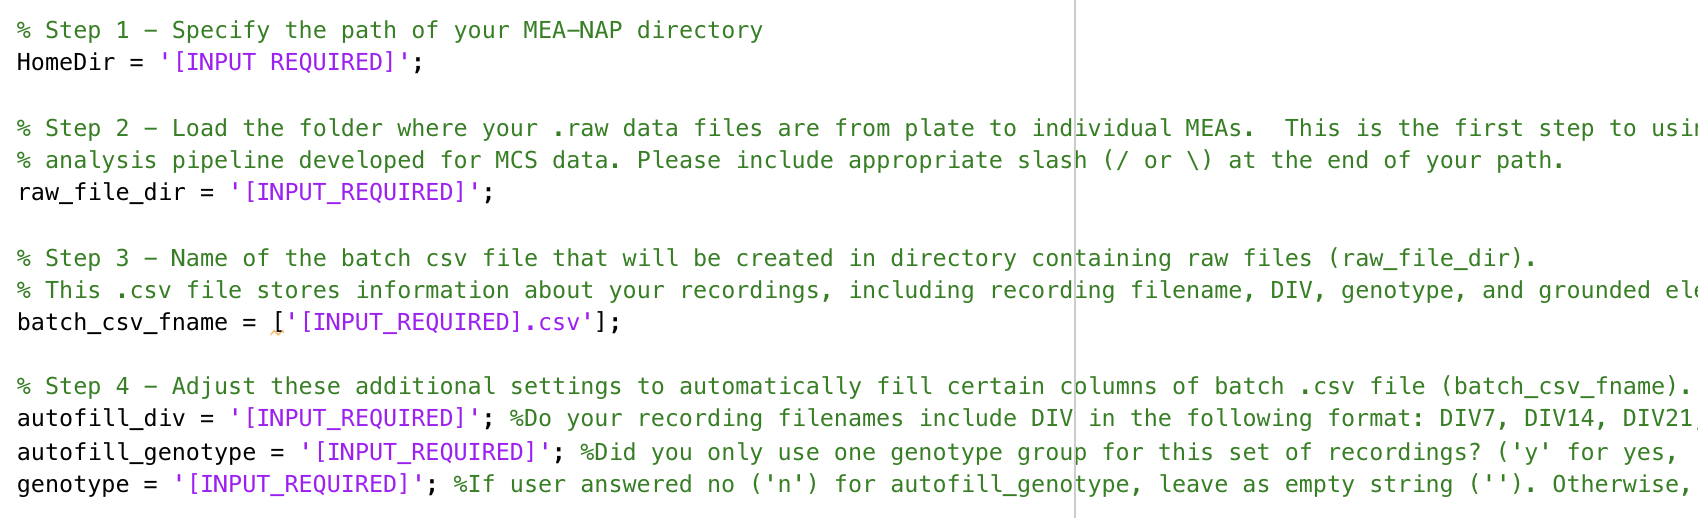 % Step 1 – Specify the path of your MEA–NAP directory
HomeDir = '[INPUT REQUIRED]';
% Step 2 – Load the folder where your .raw data files are from plate to individual MEAs.  This is the first step to
% analysis pipeline developed for MCS data. Please include appropriate slash (/ or \) at the end of your path.
raw_file_dir = '[INPUT_REQUIRED]';
% Step 3 – Name of the batch csv file that will be created in directory containing raw files (raw_file_dir).
% This .csv file stores information about your recordings, including recording filename, DIV, genotype, and grounded
batch_csv_fname = ['[INPUT_REQUIRED].csv'];
% Step 4 – Adjust these additional settings to automatically fill certain columns of batch .csv file (batch_csv_fname).
autofill_div = '[INPUT_REQUIRED]'; %Do your recording filenames include DIV in the following format: DIV7, DIV14, DIV21,
autofill_genotype = '[INPUT_REQUIRED]'; %Did you only use one genotype group for this set of recordings? ('y' for yes,
genotype = '[INPUT_REQUIRED]'; %If user answered no ('n') for autofill_genotype, leave as empty string (''). Otherwise,